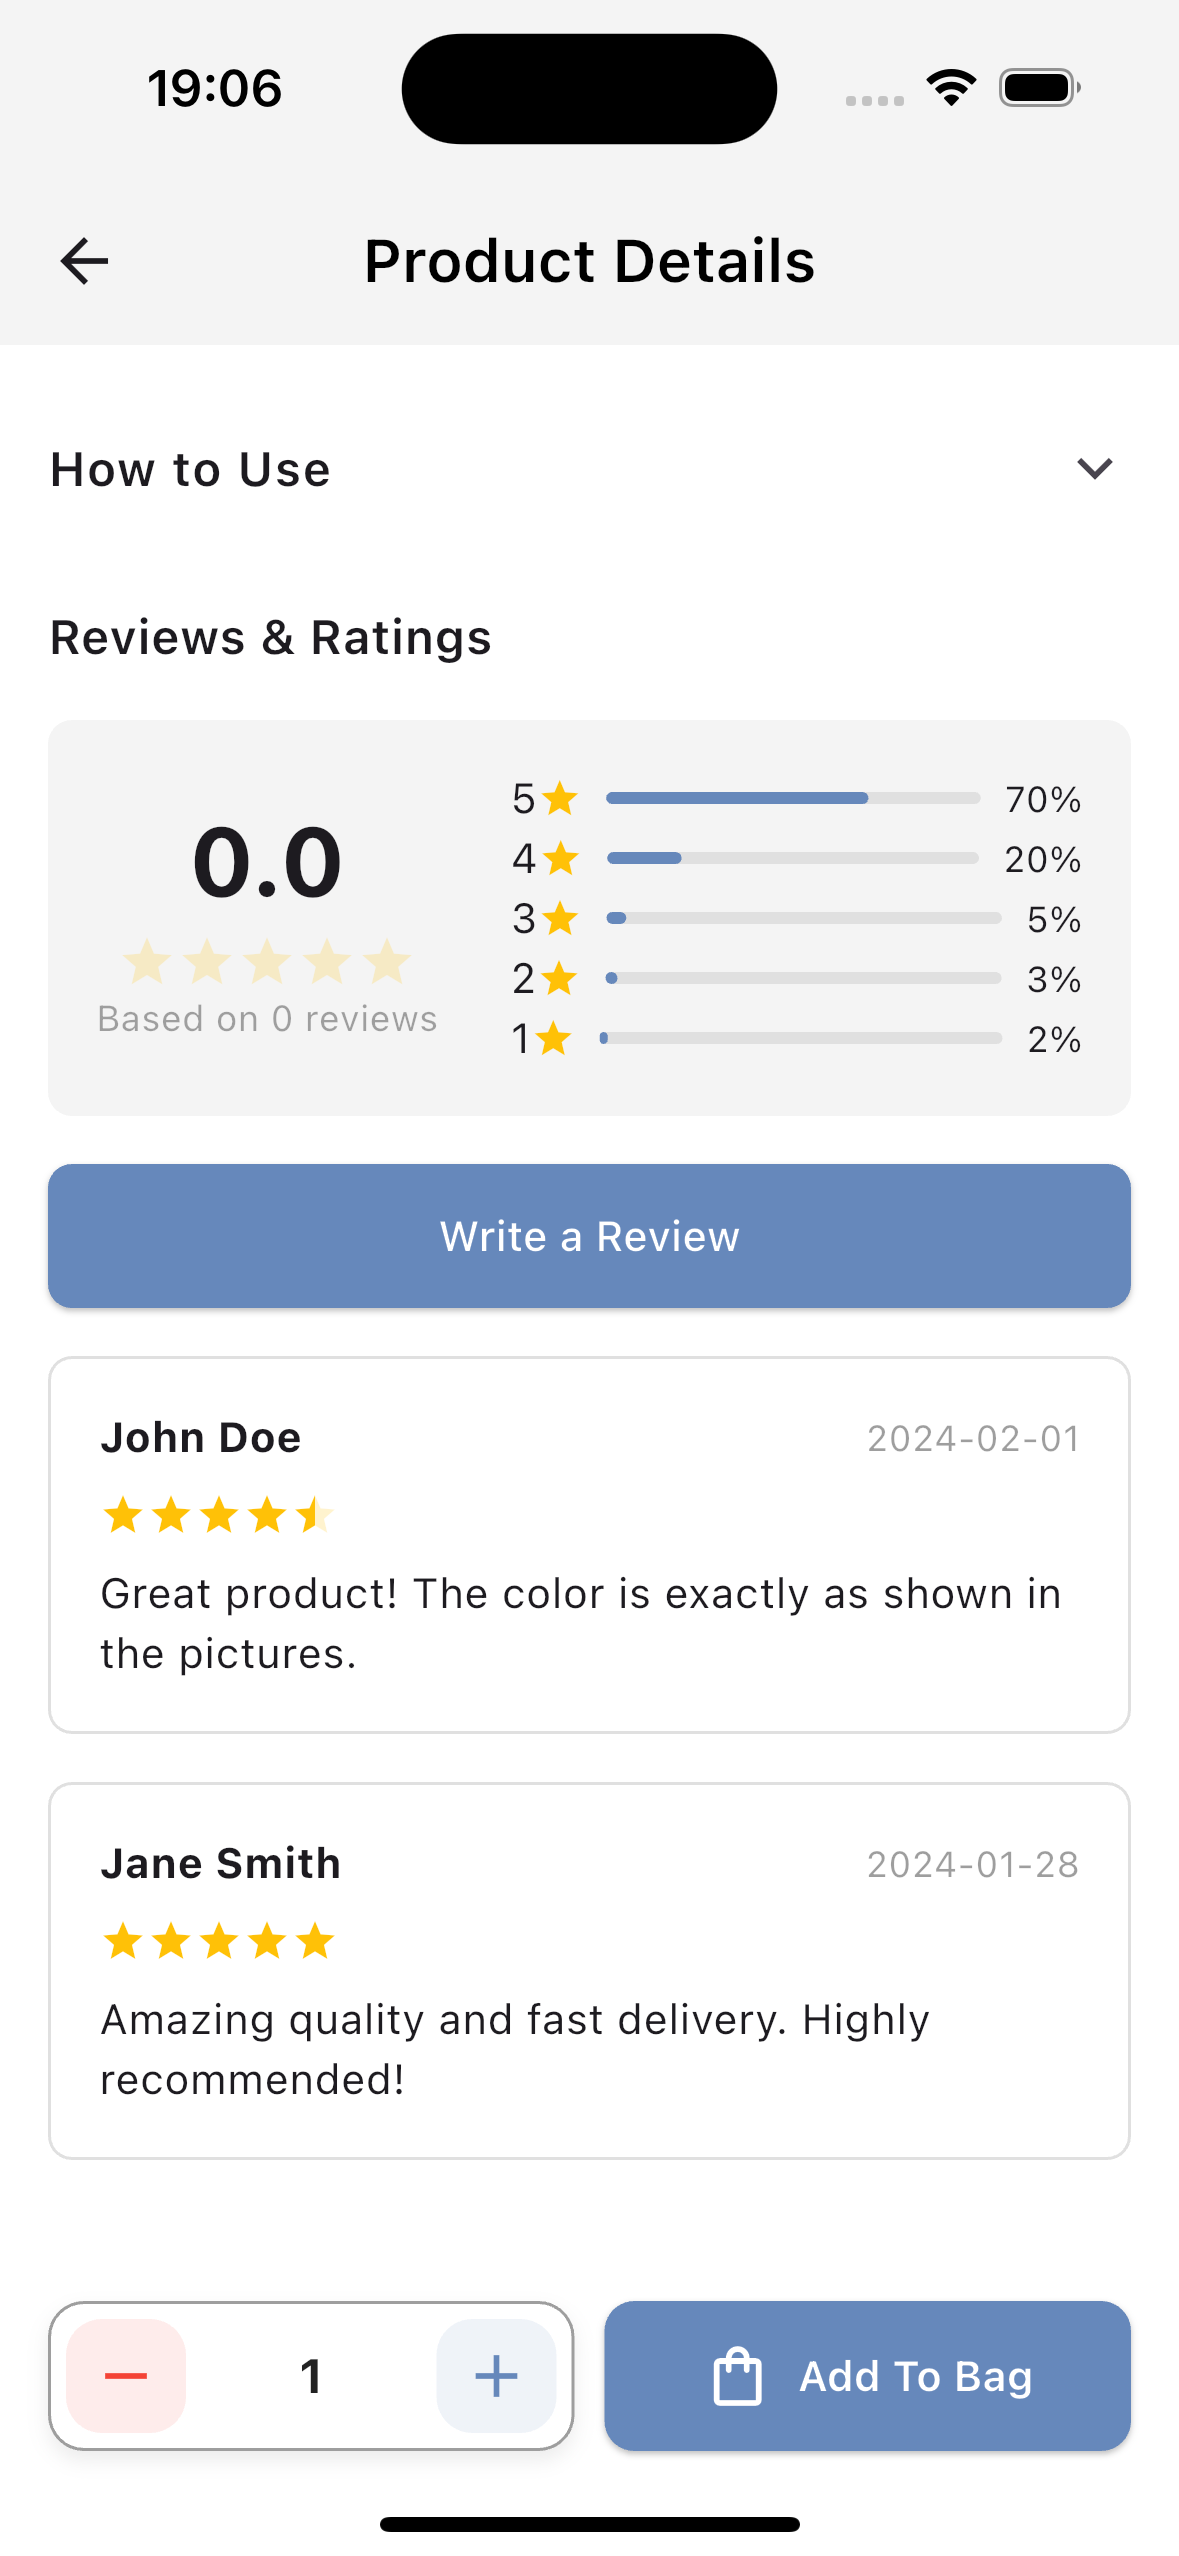 19:06
Product Details
How to Use
Reviews & Ratings
0.0
Based on 0 reviews
5 70%
4 20%
3 5%
2 3%
1 2%
Write a Review
John Doe 2024-02-01
Great product! The color is exactly as shown in
the pictures.
Jane Smith 2024-01-28
Amazing quality and fast delivery. Highly
recommended!
1
Add To Bag